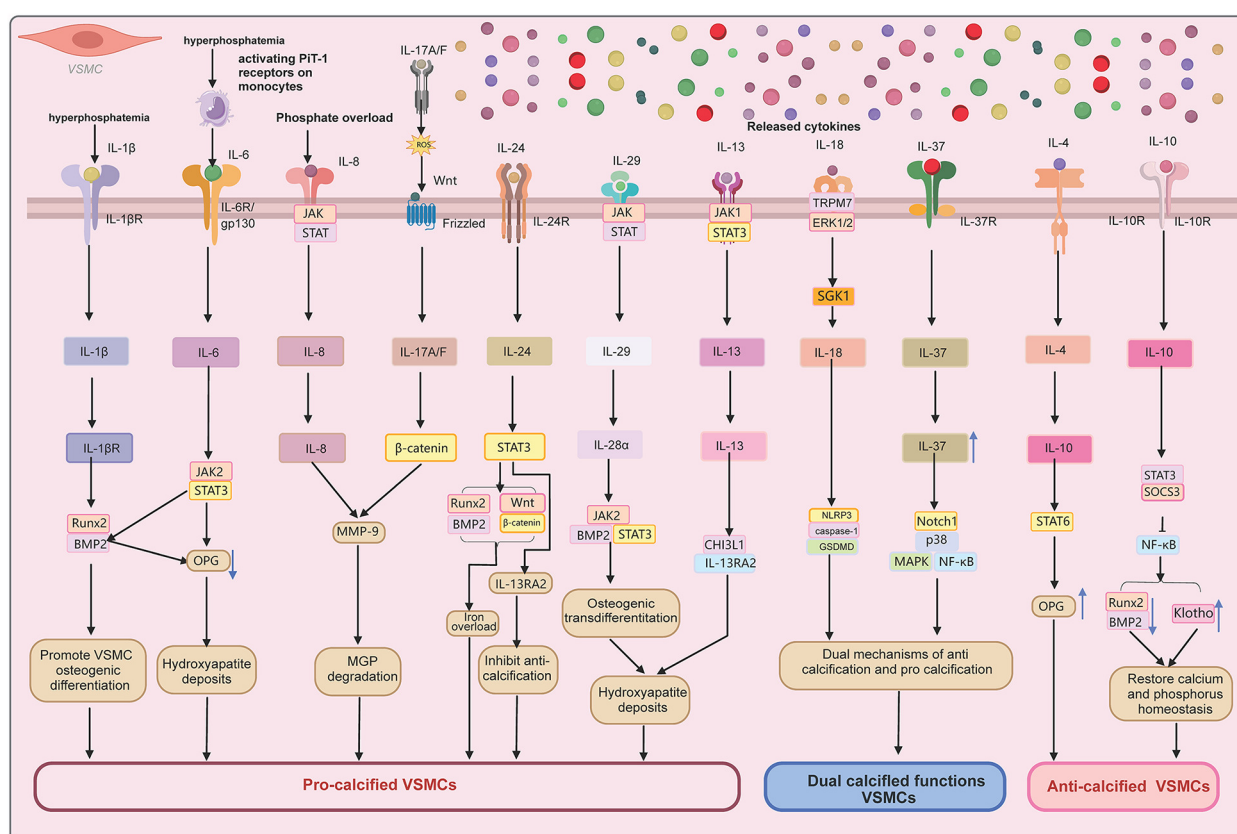 VSMC
hyperphosphatemia
activating PiT-1
receptors on
monocytes
hyperphosphatemia
Phosphate overload
IL-17A/F
ROS
Wnt
Released cytokines
IL-1β
IL-6
IL-8
IL-24
IL-29
IL-13
IL-18
IL-37
IL-4
IL-10
IL-1βR
IL-6R/
gp130
JAK
STAT
Frizzled
IL-24R
JAK
STAT
JAK1
STAT3
TRPM7
ERK1/2
SGK1
IL-37R
IL-10R
IL-10R
IL-1β
IL-6
IL-8
IL-17A/F
IL-24
IL-29
IL-13
IL-18
IL-37
IL-4
IL-10
IL-1βR
IL-8
β-catenin
STAT3
IL-28α
IL-13
IL-37
IL-10
JAK2
STAT3
Runx2
BMP2
OPG
MMP-9
Runx2
BMP2
Wnt
β-catenin
IL-13RA2
Iron
overload
JAK2
BMP2
STAT3
CHI3L1
IL-13RA2
NLRP3
caspase-1
GSDMD
Notch1
p38
MAPK
NF-κB
STAT6
OPG
STAT3
SOCS3
NF-κB
Runx2
BMP2
Klotho
Promote VSMC
osteogenic
differentiation
Hydroxyapatite
deposits
MGP
degradation
Inhibit anti-
calcification
Osteogenic
transdifferentitation
Hydroxyapatite
deposits
Dual mechanisms of anti
calcification and pro calcification
Restore calcium
and phosphorus
homeostasis
Pro-calcified VSMCs
Dual calcifled functions
VSMCs
Anti-calcified VSMCs